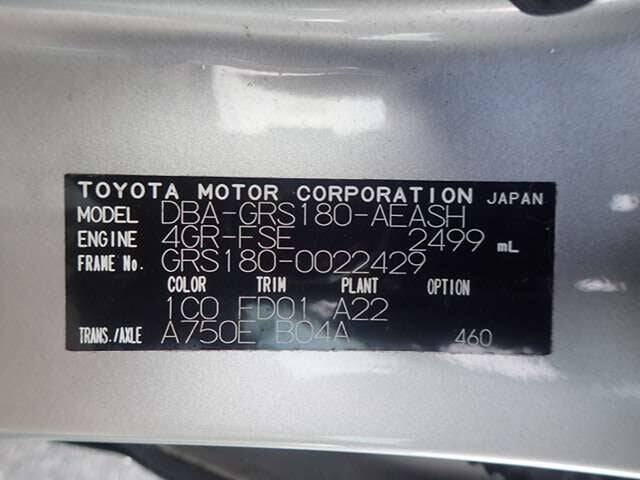 TOYOTA MOTOR CORPORATION JAPAN
MODEL DBA-GRS180-AEASH
ENGINE 4GR-FSE 2499 mL
FRAME No. GRS180-0022429
COLOR TRIM PLANT OPTION
1C0 FD01 A22
TRANS./AXLE A750E B04A 460